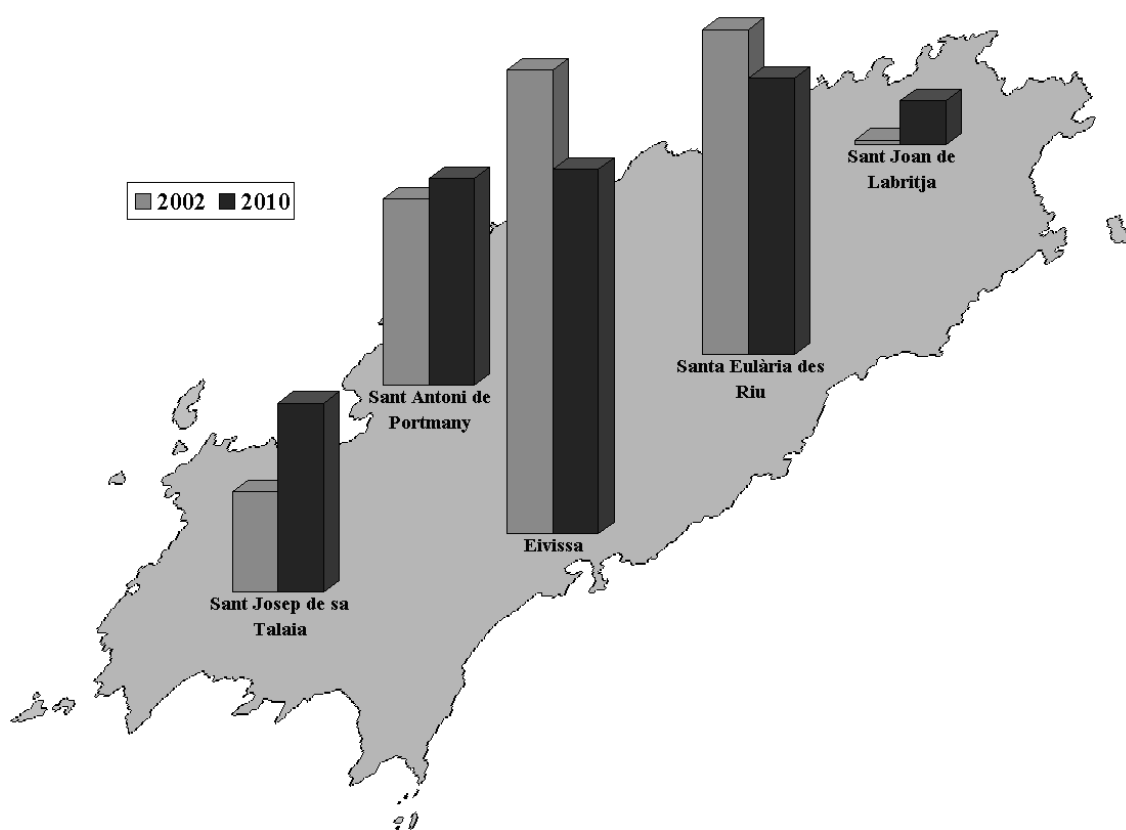 Sant Joan de
Labritja
2002 2010
Santa Eulària des
Riu
Sant Antoni de
Portmany
Eivissa
Sant Josep de sa
Talaia